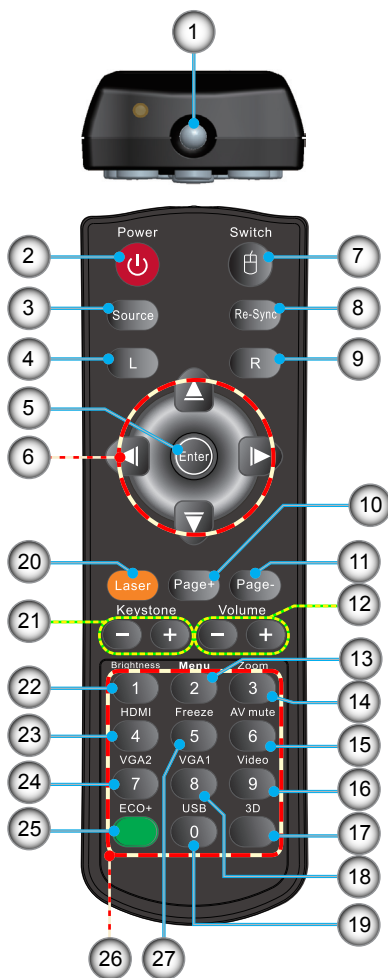 1
Power Switch
2 7
3 Source Re-Sync 8
4 L R 9
5 Enter
6
10
20 Laser Page+ Page- 11
Keystone Volume 12
21 − + − +
Brightness Menu Zoom 13
22 1 2 3 14
HDMI Freeze AV mute
23 4 5 6 15
VGA2 VGA1 Video
24 7 8 9 16
ECO+ USB 3D
25 0 17
18
19
26 27